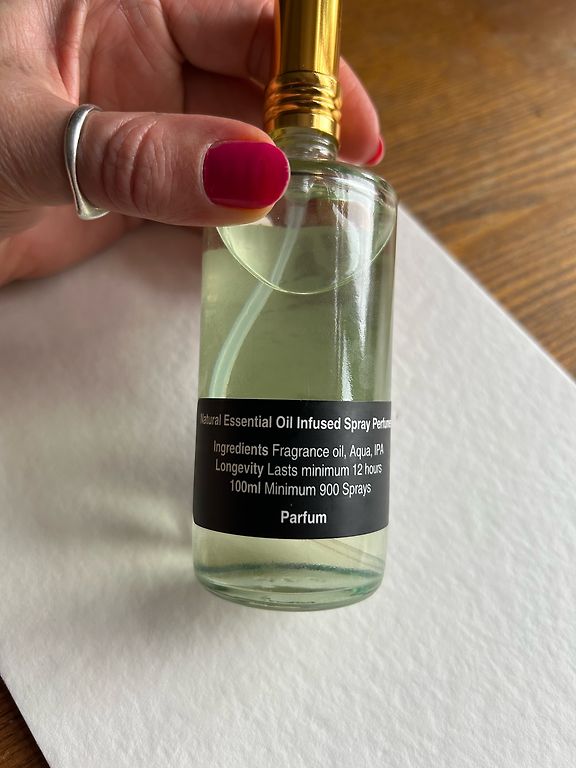 Natural Essential Oil Infused Spray Perfume
Ingredients Fragrance oil, Aqua, IPA
Longevity Lasts minimum 12 hours
100ml Minimum 900 Sprays
Parfum